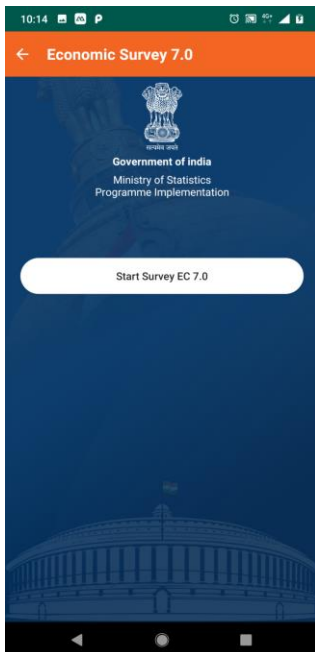 10:14
4G+
Economic Survey 7.0
सत्यमेव जयते
Government of india
Ministry of Statistics
Programme Implementation
Start Survey EC 7.0